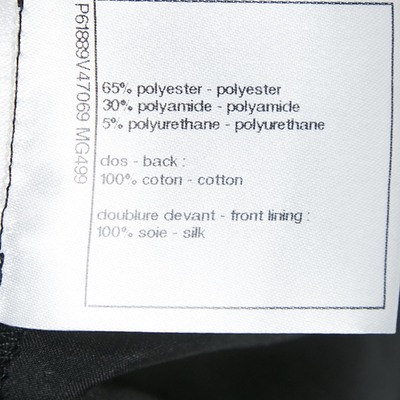 P61889V47069 MG499
65% polyester - polyester
30% polyamide - polyamide
5% polyurethane - polyurethane
dos - back :
100% coton - cotton
doublure devant - front lining :
100% soie - silk